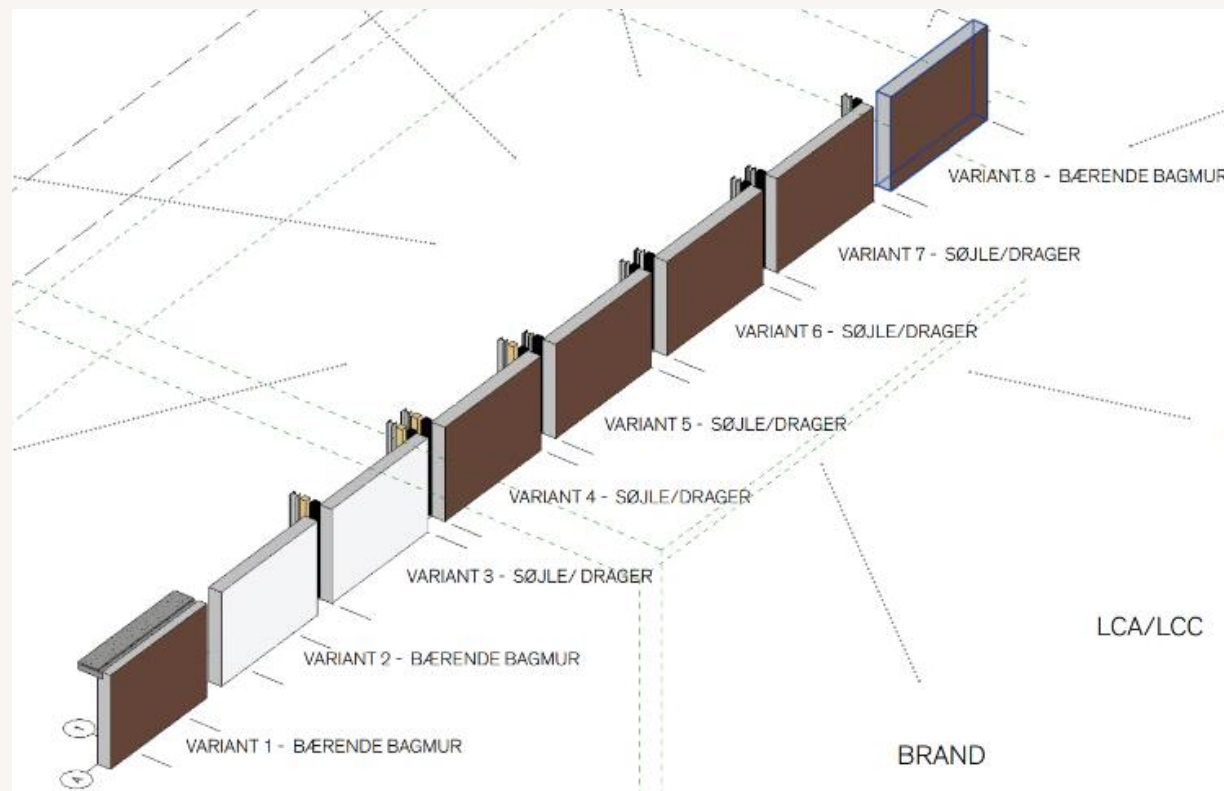 VARIANT. 8 - BÆRENDE BAGMUR
VARIANT 7 - SØJLE/DRAGER
VARIANT 6 - SØJLE/DRAGER
VARIANT 5 - SØJLE/DRAGER
VARIANT 4 - SØJLE/DRAGER
VARIANT 3 - SØJLE/ DRAGER
LCA/LCC
VARIANT 2 - BÆRENDE BAGMUR
VARIANT 1 - BÆRENDE BAGMUR
BRAND
1
A